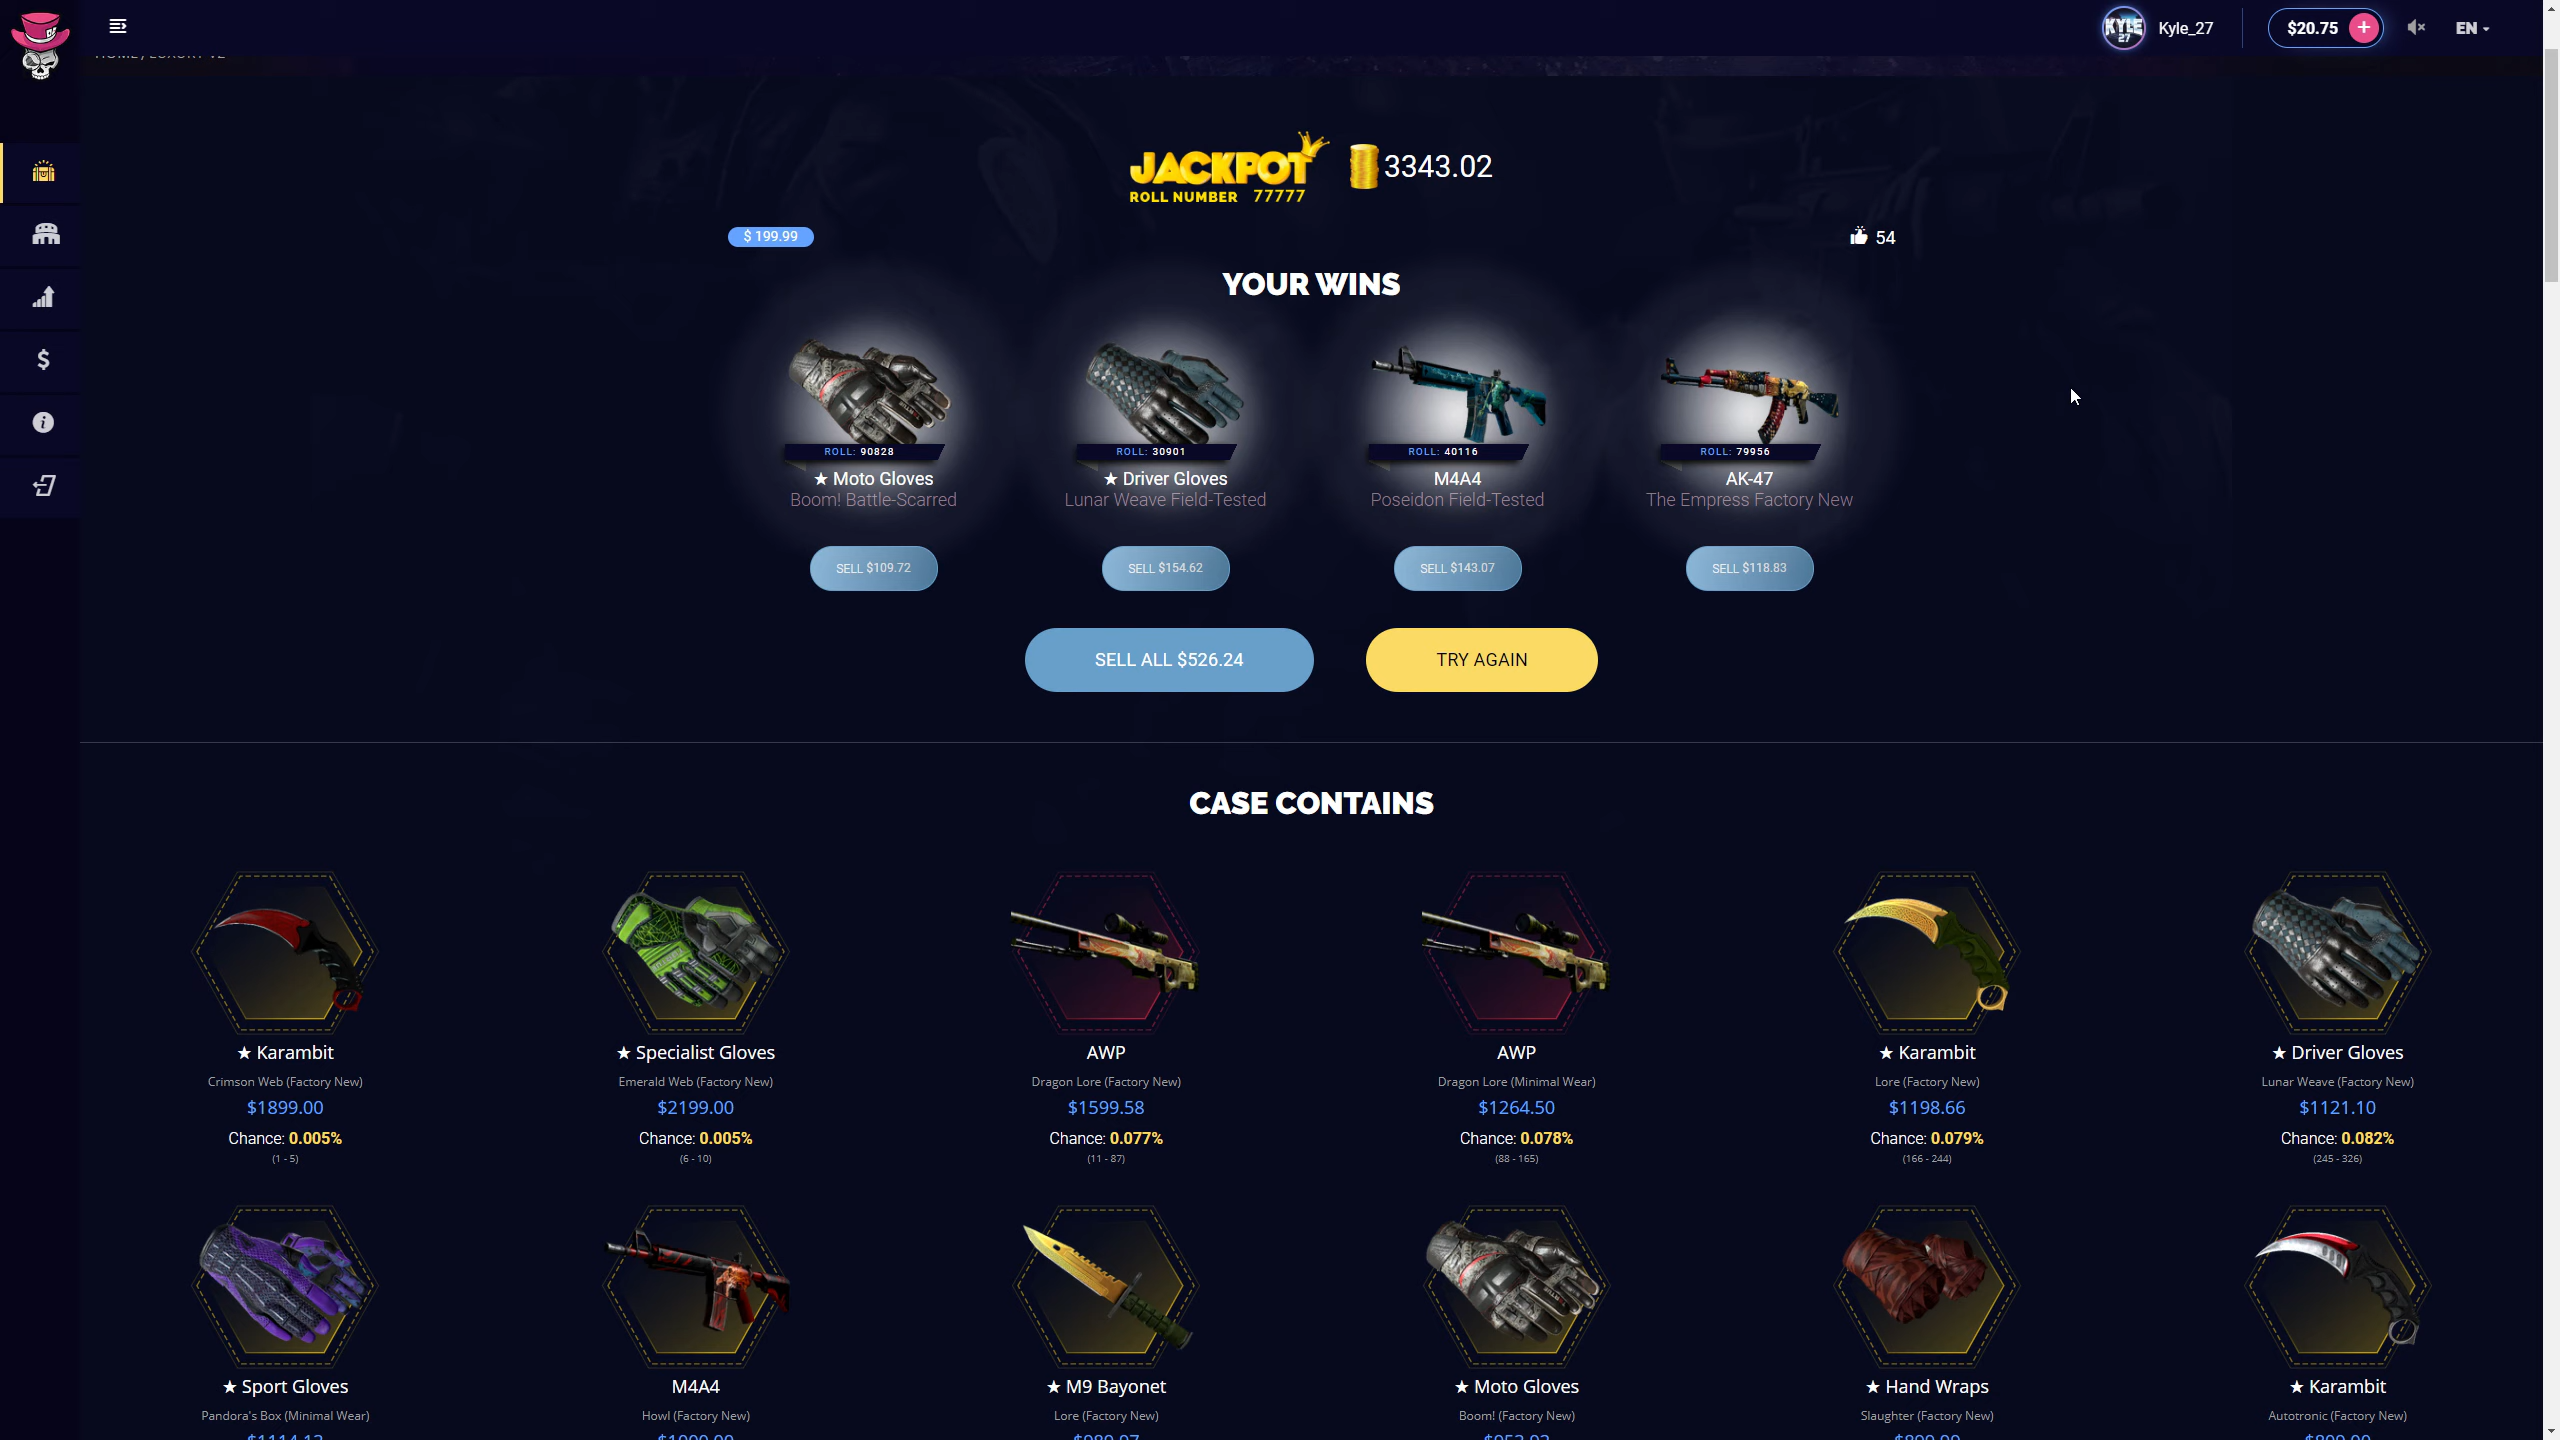 KYLE 27
Kyle_27
$20.75
EN
HOME / LUXURY V2
JACKPOT
ROLL NUMBER 77777
3343.02
$ 199.99
54
YOUR WINS
ROLL: 90828
ROLL: 30901
ROLL: 40116
ROLL: 79956
★ Moto Gloves
★ Driver Gloves
M4A4
AK-47
Boom! Battle-Scarred
Lunar Weave Field-Tested
Poseidon Field-Tested
The Empress Factory New
SELL $109.72
SELL $154.62
SELL $143.07
SELL $118.83
SELL ALL $526.24
TRY AGAIN
CASE CONTAINS
★ Karambit
★ Specialist Gloves
AWP
AWP
★ Karambit
★ Driver Gloves
Crimson Web (Factory New)
Emerald Web (Factory New)
Dragon Lore (Factory New)
Dragon Lore (Minimal Wear)
Lore (Factory New)
Lunar Weave (Factory New)
$1899.00
$2199.00
$1599.58
$1264.50
$1198.66
$1121.10
Chance: 0.005%
Chance: 0.005%
Chance: 0.077%
Chance: 0.078%
Chance: 0.079%
Chance: 0.082%
(1 - 5)
(6 - 10)
(11 - 87)
(88 - 165)
(166 - 244)
(245 - 326)
★ Sport Gloves
M4A4
★ M9 Bayonet
★ Moto Gloves
★ Hand Wraps
★ Karambit
Pandora's Box (Minimal Wear)
Howl (Factory New)
Lore (Factory New)
Boom! (Factory New)
Slaughter (Factory New)
Autotronic (Factory New)